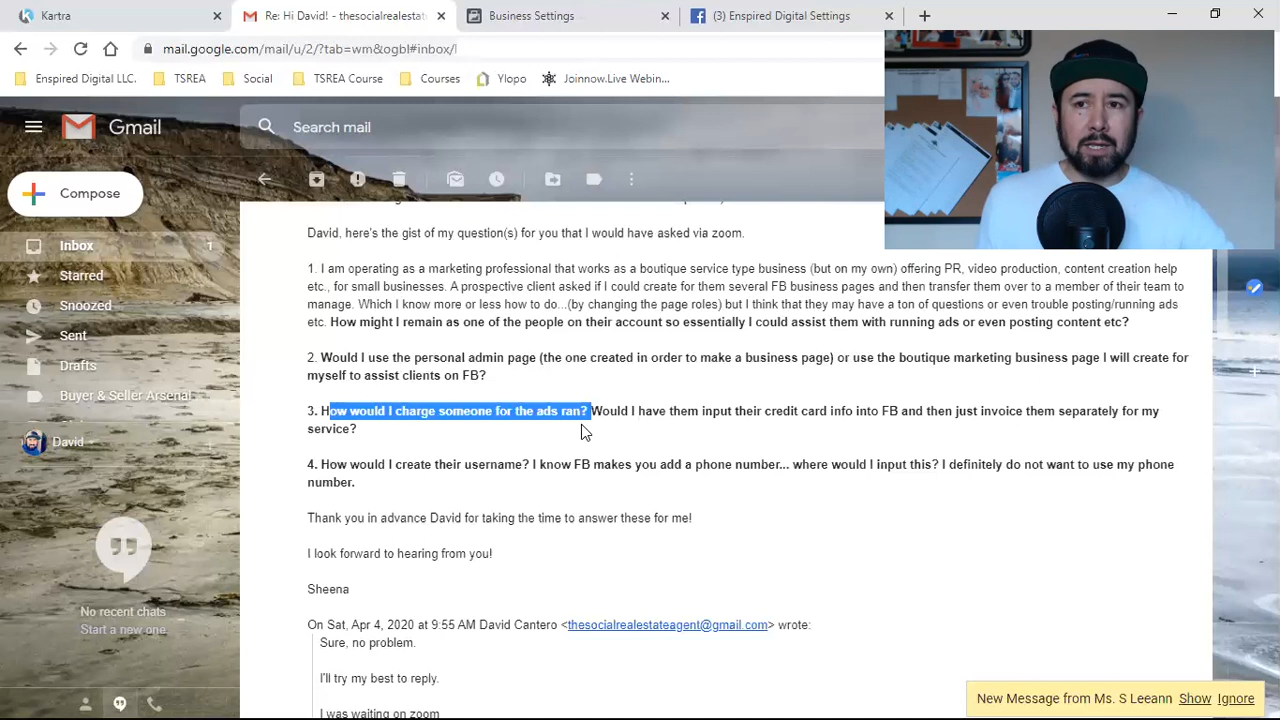 Kartra
Re: Hi David! - thesocialrealest
Business Settings
(3) Enspired Digital Settings
mail.google.com/mail/u/2/?tab=wm&ogbl#inbox/
Enspired Digital LLC.
TSREA
Social
TSREA Course
Courses
Ylopo
Joinnow.Live Webin...
Gmail
Search mail
Compose
Inbox
1
Starred
Snoozed
Sent
Drafts
Buyer & Seller Arsenal
David
No recent chats
Start a new one
David, here's the gist of my question(s) for you that I would have asked via zoom.
1. I am operating as a marketing professional that works as a boutique service type business (but on my own) offering PR, video production, content creation help
etc., for small businesses. A prospective client asked if I could create for them several FB business pages and then transfer them over to a member of their team to
manage. Which I know more or less how to do...(by changing the page roles) but I think that they may have a ton of questions or even trouble posting/running ads
etc. How might I remain as one of the people on their account so essentially I could assist them with running ads or even posting content etc?
2. Would I use the personal admin page (the one created in order to make a business page) or use the boutique marketing business page I will create for
myself to assist clients on FB?
3. How would I charge someone for the ads ran? Would I have them input their credit card info into FB and then just invoice them separately for my
service?
4. How would I create their username? I know FB makes you add a phone number... where would I input this? I definitely do not want to use my phone
number.
Thank you in advance David for taking the time to answer these for me!
I look forward to hearing from you!
Sheena
On Sat, Apr 4, 2020 at 9:55 AM David Cantero <thesocialrealestateagent@gmail.com> wrote:
Sure, no problem.
I'll try my best to reply.
I was waiting on zoom
New Message from Ms. S Leeann Show Ignore